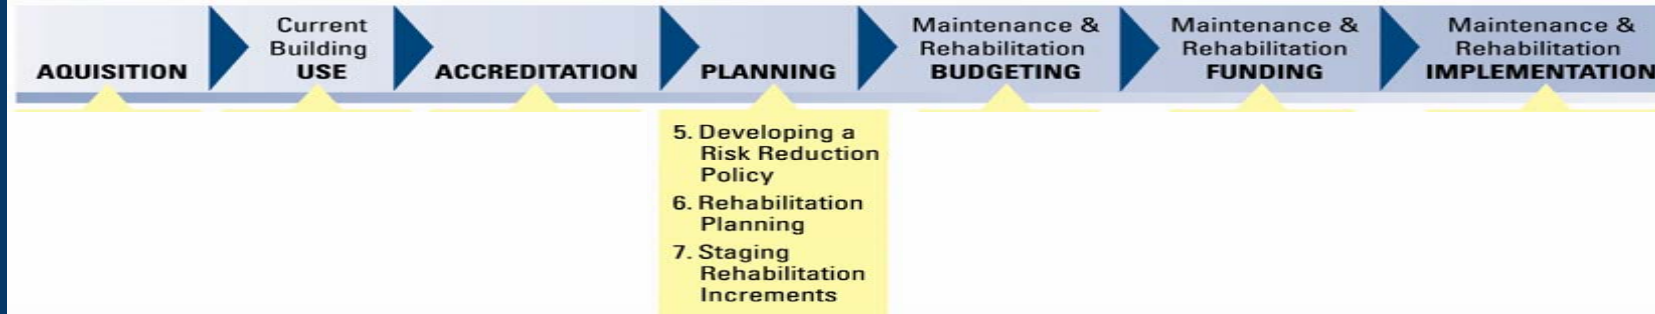 AQUISITION
Current
Building
USE
ACCREDITATION
PLANNING
Maintenance &
Rehabilitation
BUDGETING
Maintenance &
Rehabilitation
FUNDING
Maintenance &
Rehabilitation
IMPLEMENTATION
5. Developing a
Risk Reduction
Policy
6. Rehabilitation
Planning
7. Staging
Rehabilitation
Increments